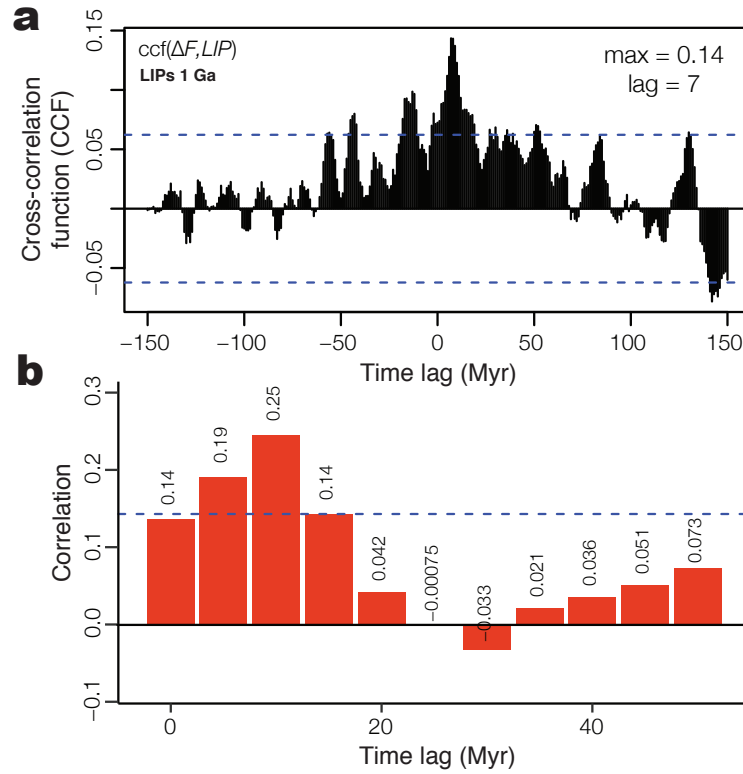 a
ccf(ΔF,LIP)
LIPs 1 Ga
max = 0.14
lag = 7
Cross-correlation
function (CCF)
0.15
0.05
−0.05
−150
−100
−50
0
50
100
150
Time lag (Myr)
b
Correlation
0.3
0.2
0.1
0.0
−0.1
0.14
0.19
0.25
0.14
0.042
−0.00075
−0.033
0.021
0.036
0.051
0.073
0
20
40
Time lag (Myr)